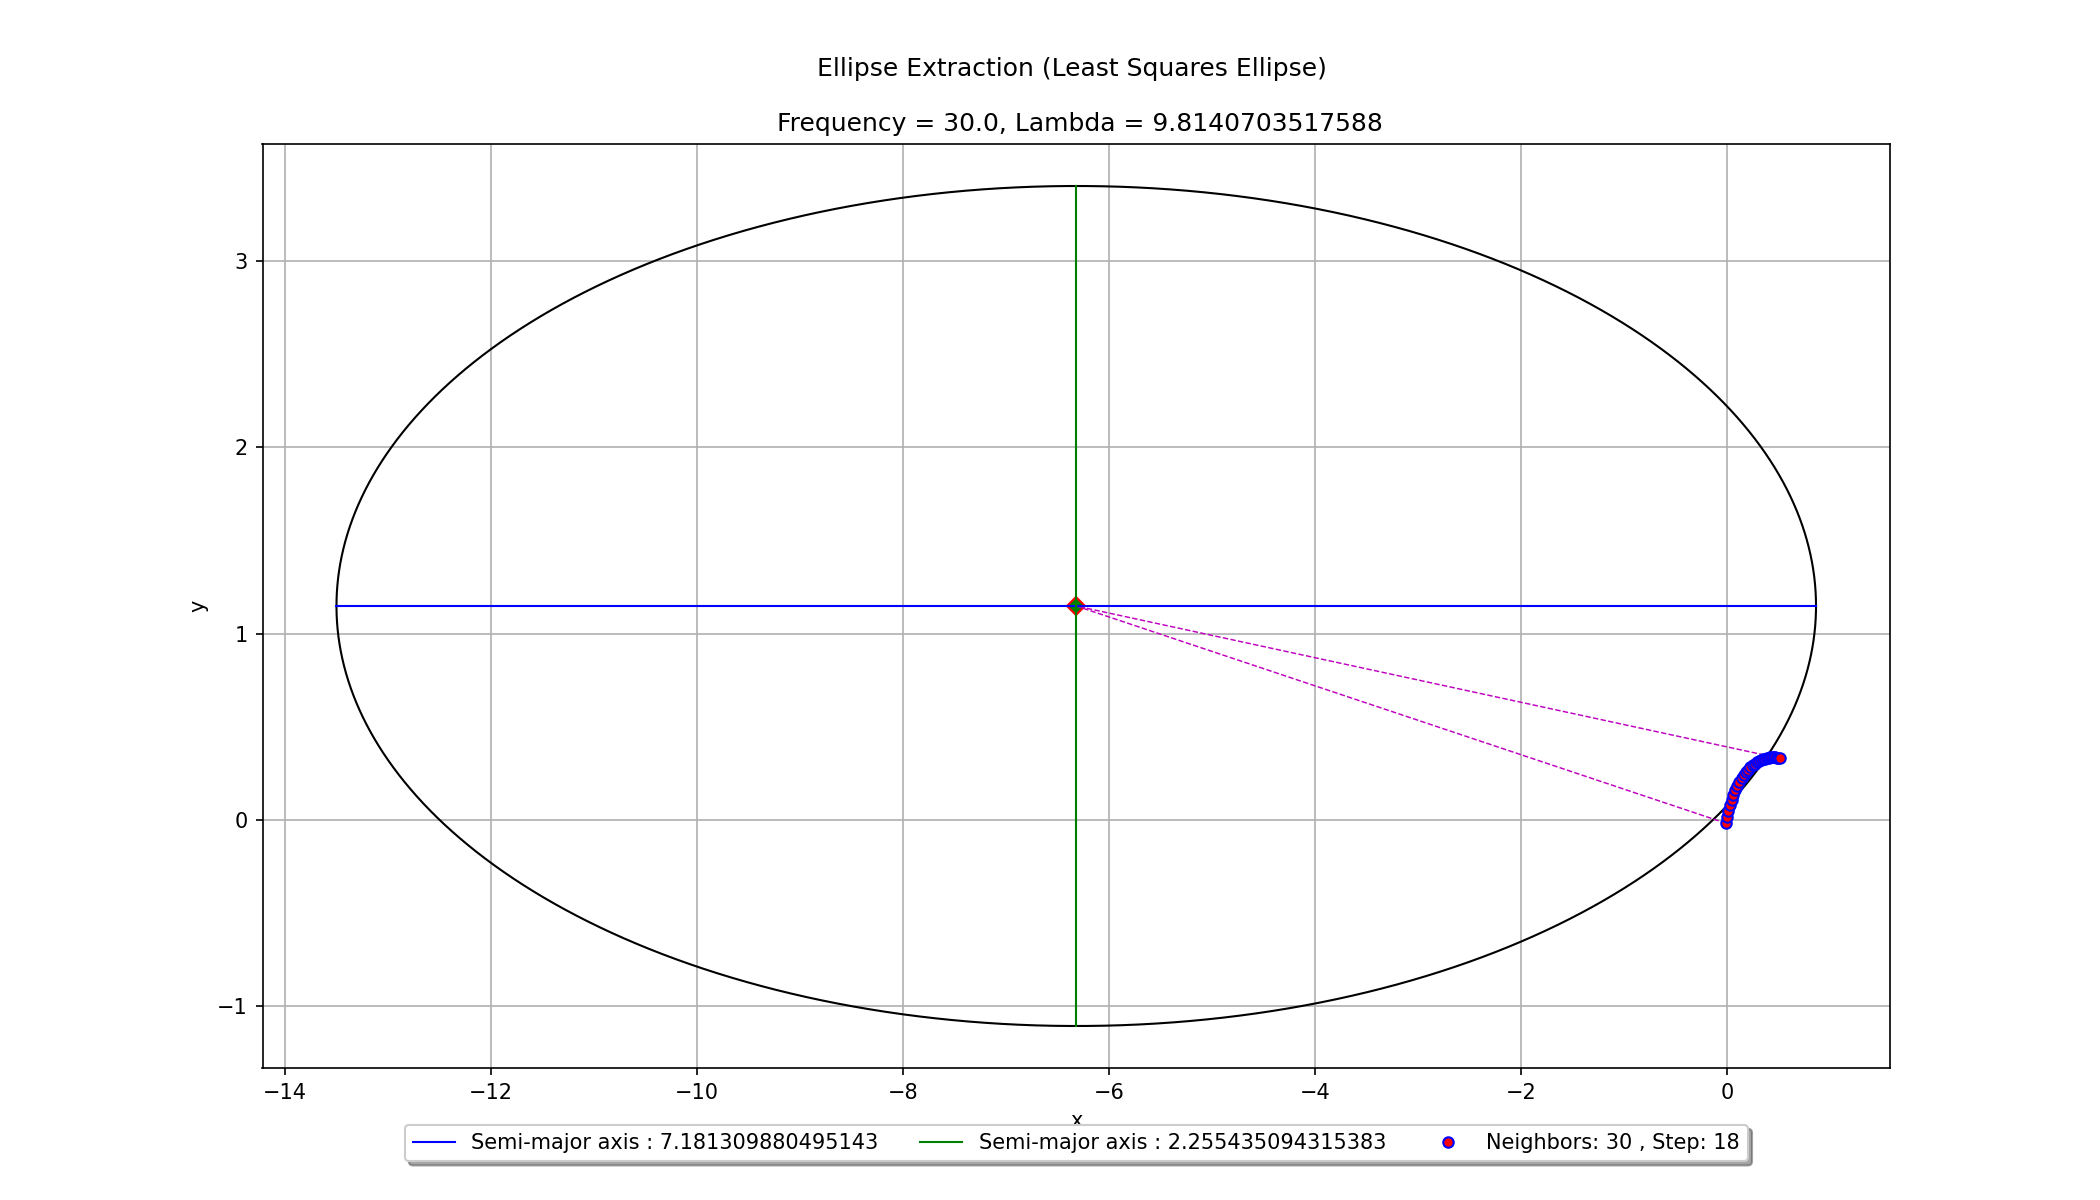 Ellipse Extraction (Least Squares Ellipse)
Frequency = 30.0, Lambda = 9.8140703517588
3
2
1
0
−1
y
−14 −12 −10 −8 −6 −4 −2 0
x
Semi-major axis : 7.181309880495143 Semi-major axis : 2.255435094315383 Neighbors: 30 , Step: 18